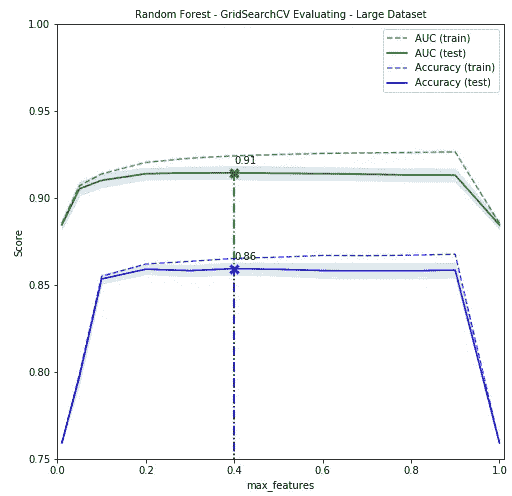 Random Forest - GridSearchCV Evaluating - Large Dataset
1.00
AUC (train)
AUC (test)
Accuracy (train)
Accuracy (test)
0.95
0.91
0.90
Score
0.86
0.85
0.80
0.75
0.0 0.2 0.4 0.6 0.8 1.0
max_features